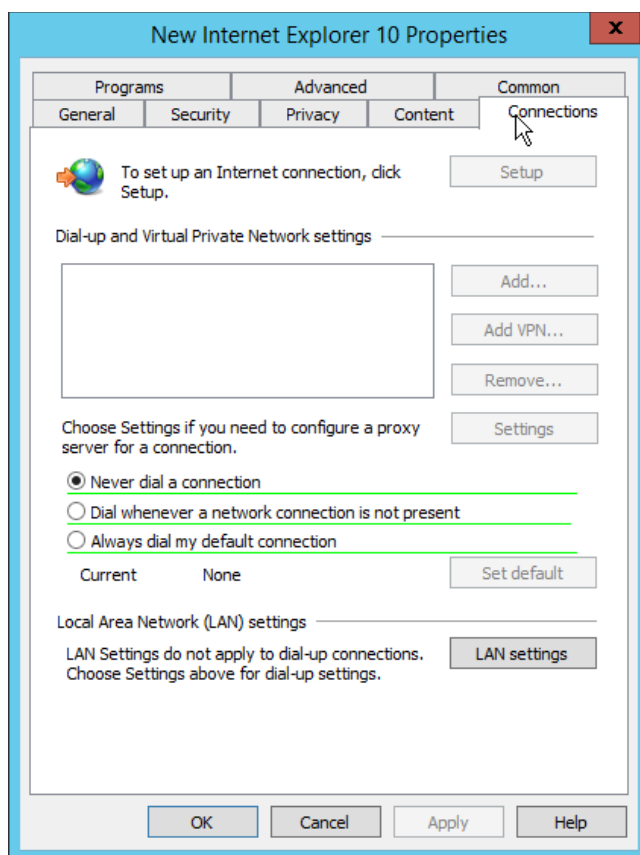 New Internet Explorer 10 Properties
x
Programs Advanced Common
General Security Privacy Content Connections
To set up an Internet connection, click
Setup.
Setup
Dial-up and Virtual Private Network settings
Add...
Add VPN...
Remove...
Choose Settings if you need to configure a proxy
server for a connection.
Settings
Never dial a connection
Dial whenever a network connection is not present
Always dial my default connection
Current None
Set default
Local Area Network (LAN) settings
LAN Settings do not apply to dial-up connections.
Choose Settings above for dial-up settings.
LAN settings
OK Cancel Apply Help